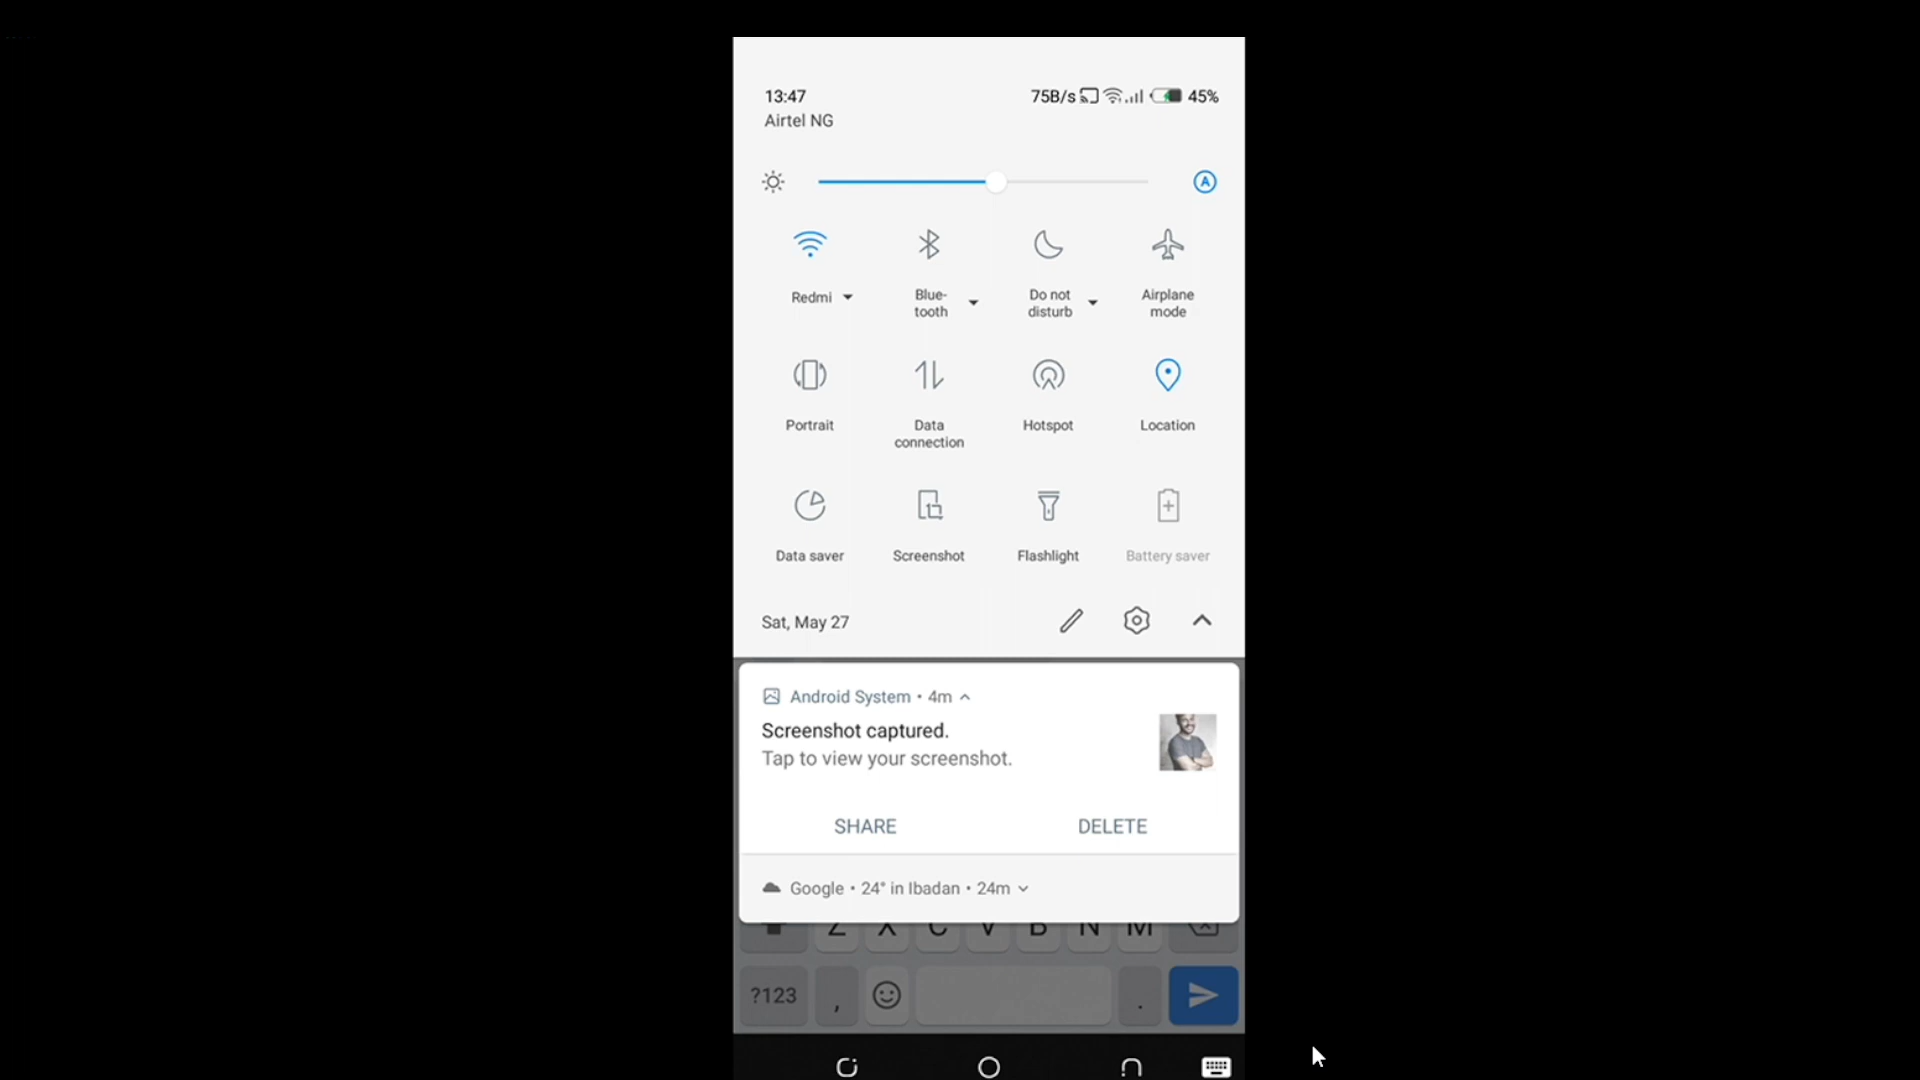 13:47 75B/s 45%
Airtel NG
A
Redmi
Blue-
tooth
Do not
disturb
Airplane
mode
Portrait
Data
connection
Hotspot
Location
Data saver
Screenshot
Flashlight
Battery saver
Sat, May 27
Android System • 4m
Screenshot captured.
Tap to view your screenshot.
SHARE DELETE
Google • 24° in Ibadan • 24m
Z X C V B N M
?123 , .